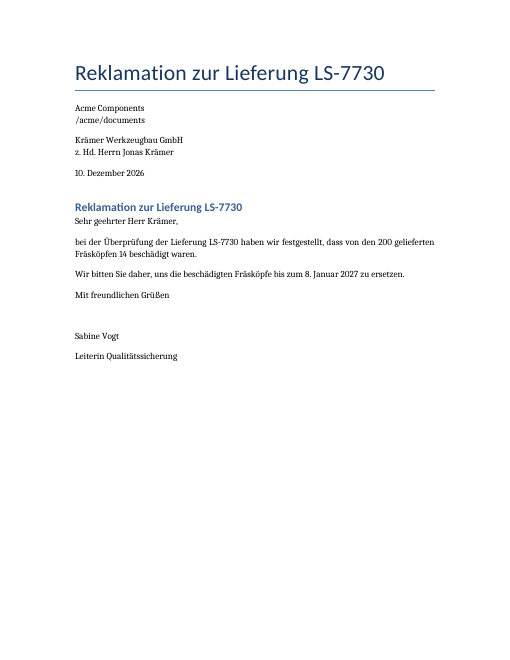 Reklamation zur Lieferung LS-7730
Acme Components
/acme/documents
Krämer Werkzeugbau GmbH
z. Hd. Herrn Jonas Krämer
10. Dezember 2026
Reklamation zur Lieferung LS-7730
Sehr geehrter Herr Krämer,
bei der Überprüfung der Lieferung LS-7730 haben wir festgestellt, dass von den 200 gelieferten
Fräsköpfen 14 beschädigt waren.
Wir bitten Sie daher, uns die beschädigten Fräsköpfe bis zum 8. Januar 2027 zu ersetzen.
Mit freundlichen Grüßen
Sabine Vogt
Leiterin Qualitätssicherung